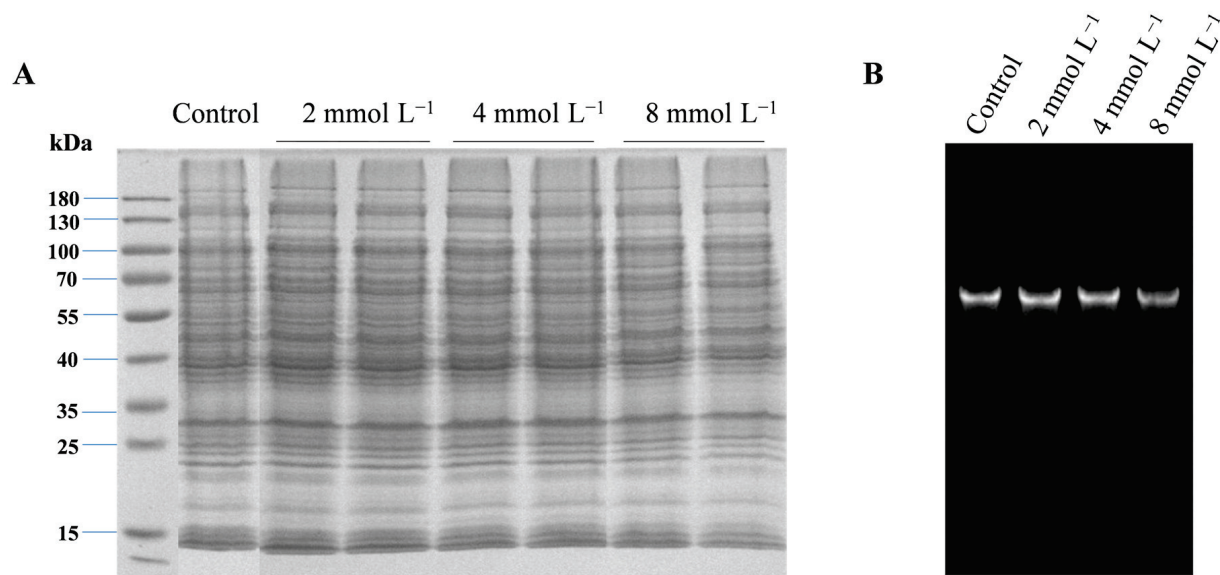 A
B
Control 2 mmol L⁻¹ 4 mmol L⁻¹ 8 mmol L⁻¹
kDa
180
130
100
70
55
40
35
25
15
Control
2 mmol L⁻¹
4 mmol L⁻¹
8 mmol L⁻¹